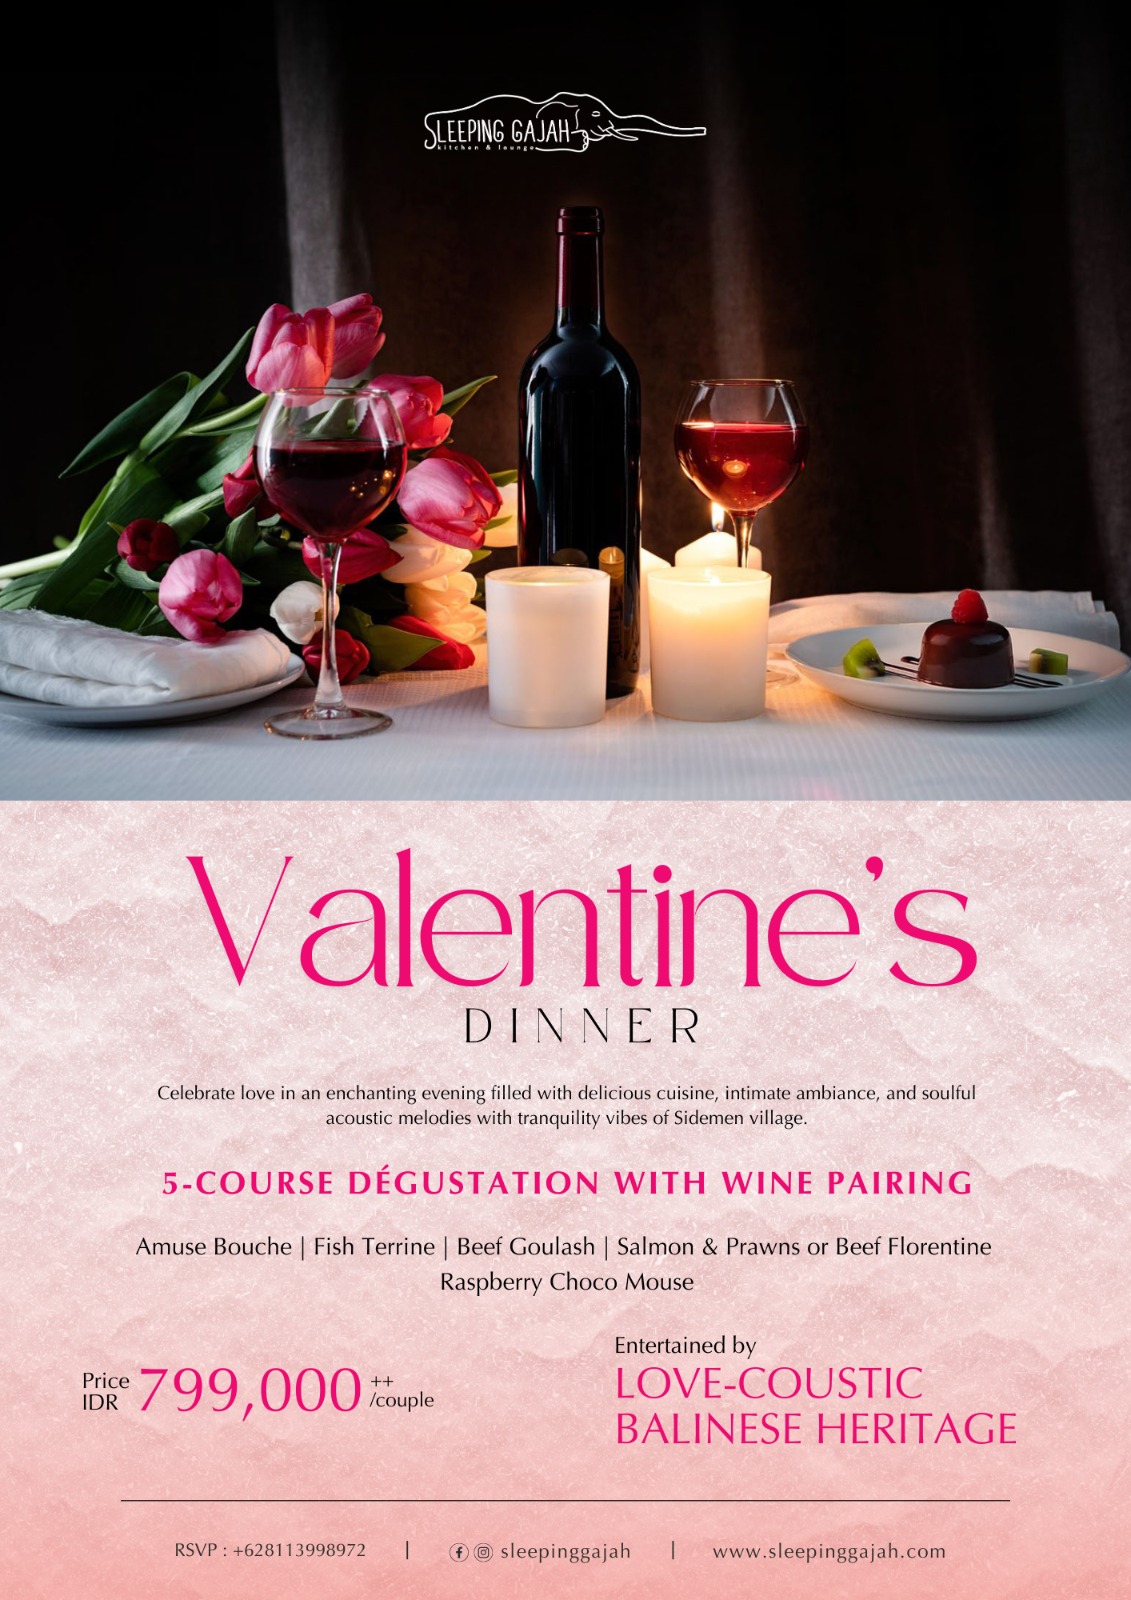 SLEEPING GAJAH
kitchen & lounge
Valentine's
DINNER
Celebrate love in an enchanting evening filled with delicious cuisine, intimate ambiance, and soulful
acoustic melodies with tranquility vibes of Sidemen village.
5-COURSE DÉGUSTATION WITH WINE PAIRING
Amuse Bouche | Fish Terrine | Beef Goulash | Salmon & Prawns or Beef Florentine
Raspberry Choco Mouse
Price IDR 799,000 ++ /couple
Entertained by
LOVE-COUSTIC
BALINESE HERITAGE
RSVP : +628113998972 | sleepinggajah | www.sleepinggajah.com